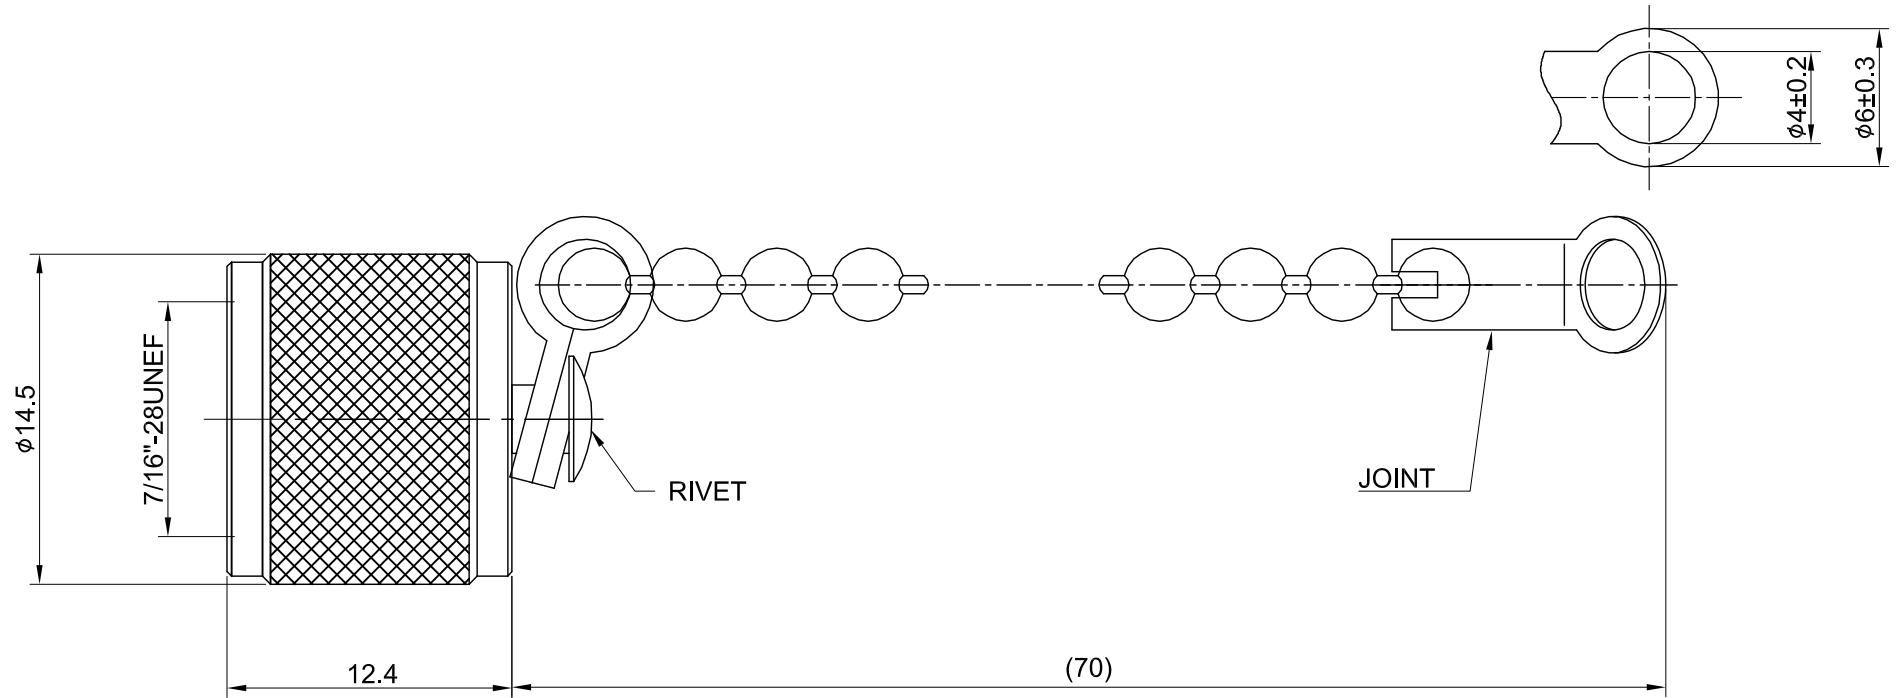 ϕ4±0.2
ϕ6±0.3
ϕ14.5
7/16"-28UNEF
RIVET
JOINT
12.4
(70)